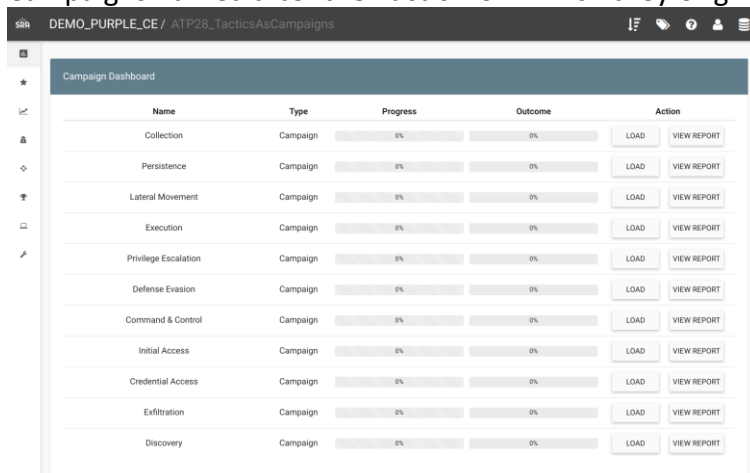 SRA DEMO_PURPLE_CE / ATP28_TacticsAsCampaigns
Campaign Dashboard
Name Type Progress Outcome Action
Collection Campaign 0% 0% LOAD VIEW REPORT
Persistence Campaign 0% 0% LOAD VIEW REPORT
Lateral Movement Campaign 0% 0% LOAD VIEW REPORT
Execution Campaign 0% 0% LOAD VIEW REPORT
Privilege Escalation Campaign 0% 0% LOAD VIEW REPORT
Defense Evasion Campaign 0% 0% LOAD VIEW REPORT
Command & Control Campaign 0% 0% LOAD VIEW REPORT
Initial Access Campaign 0% 0% LOAD VIEW REPORT
Credential Access Campaign 0% 0% LOAD VIEW REPORT
Exfiltration Campaign 0% 0% LOAD VIEW REPORT
Discovery Campaign 0% 0% LOAD VIEW REPORT